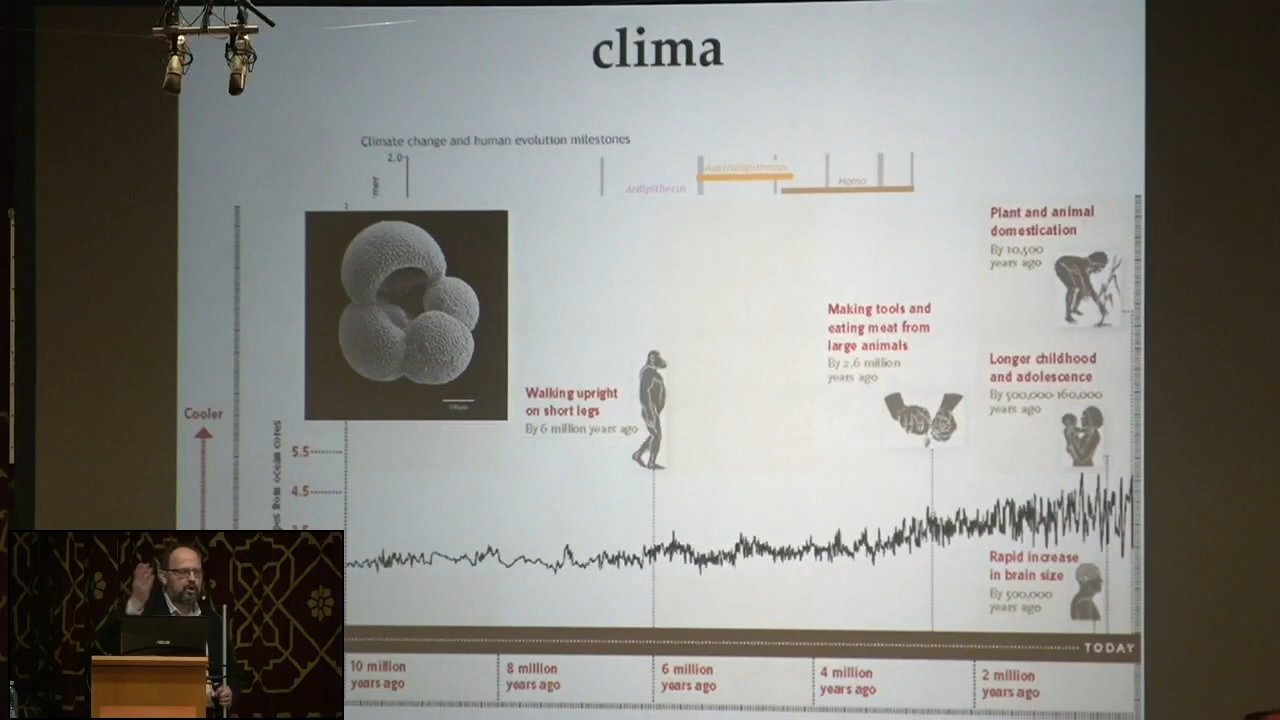 clima
Climate change and human evolution milestones
2.0
Australopithecus
Ardipithecus
Homo
Plant and animal
domestication
By 10,500
years ago
Making tools and
eating meat from
large animals
By 2.6 million
years ago
Longer childhood
and adolescence
By 500,000-160,000
years ago
Walking upright
on short legs
By 6 million years ago
Cooler
from ocean cores
5.5
4.5
Rapid increase
in brain size
By 500,000
years ago
TODAY
10 million
years ago
8 million
years ago
6 million
years ago
4 million
years ago
2 million
years ago
ASUS